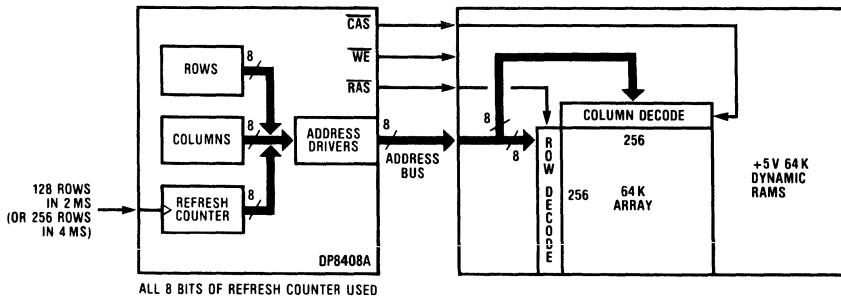 CAS
WE
RAS
ROWS
8
COLUMNS
8
ADDRESS
DRIVERS
8
ADDRESS
BUS
128 ROWS
IN 2 MS
(OR 256 ROWS
IN 4 MS)
REFRESH
COUNTER
8
DP8408A
ALL 8 BITS OF REFRESH COUNTER USED
8
8
COLUMN DECODE
256
ROW DECODE
256
64K
ARRAY
+5V 64K
DYNAMIC
RAMS